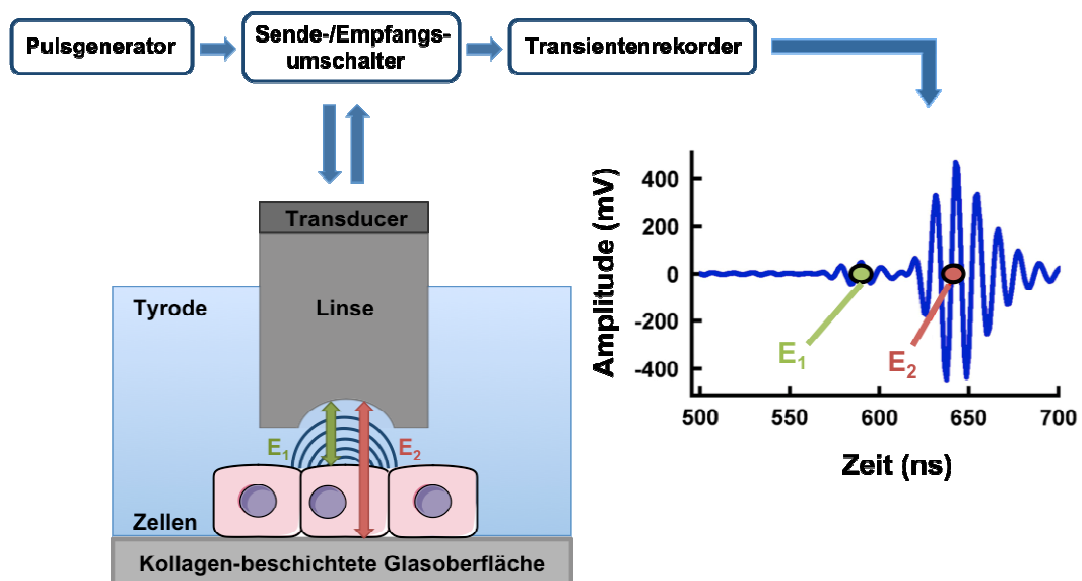 Pulsgenerator
Sende-/Empfangs-
umschalter
Transientenrekorder
Transducer
Tyrode
Linse
E1
E2
Zellen
Kollagen-beschichtete Glasoberfläche
Amplitude (mV)
400
200
0
-200
-400
E1
E2
500
550
600
650
700
Zeit (ns)